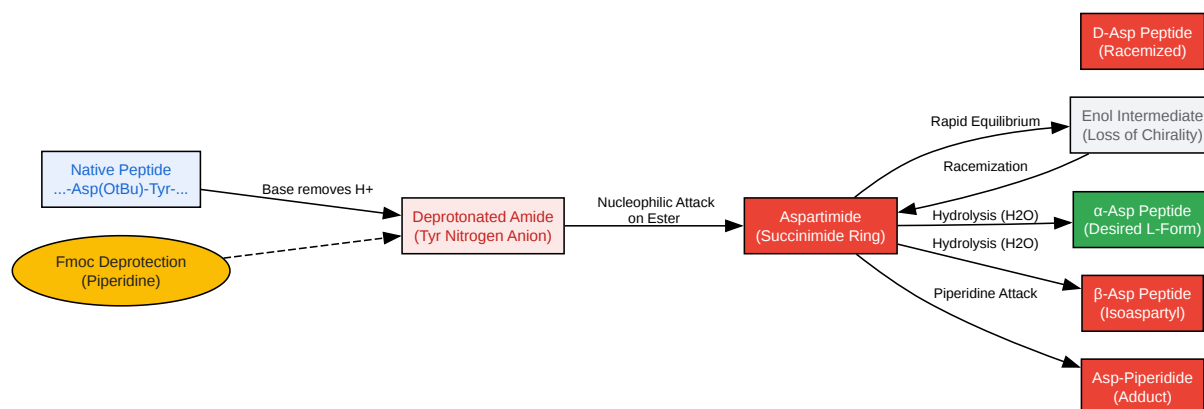 D-Asp Peptide
(Racemized)
Rapid Equilibrium
Enol Intermediate
(Loss of Chirality)
Racemization
Native Peptide
...-Asp(OtBu)-Tyr-...
Base removes H+
Deprotonated Amide
(Tyr Nitrogen Anion)
Nucleophilic Attack
on Ester
Aspartimide
(Succinimide Ring)
Hydrolysis (H2O)
α-Asp Peptide
(Desired L-Form)
Hydrolysis (H2O)
Fmoc Deprotection
(Piperidine)
Piperidine Attack
β-Asp Peptide
(Isoaspartyl)
Asp-Piperidide
(Adduct)